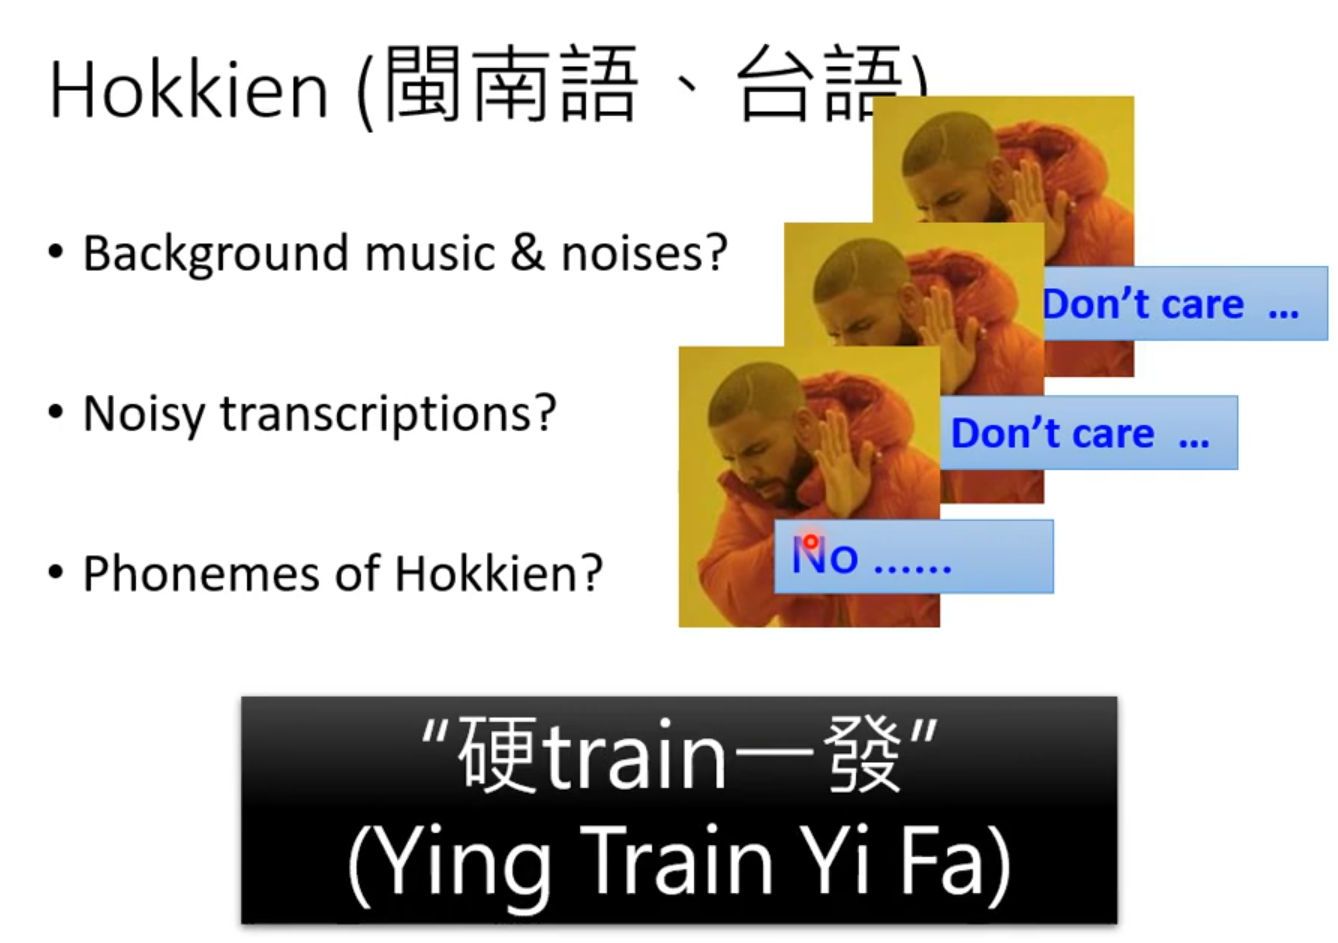 Hokkien (閩南語、台語)
• Background music & noises?
Don't care ...
• Noisy transcriptions?
Don't care ...
• Phonemes of Hokkien?
No ......
“硬train一發”
(Ying Train Yi Fa)